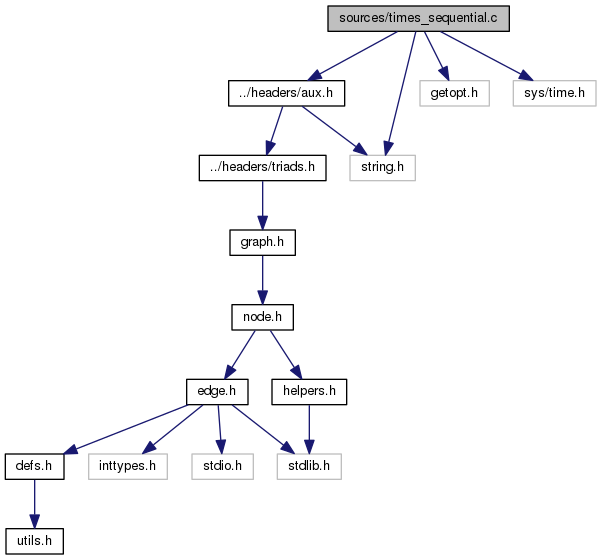 sources/times_sequential.c
../headers/aux.h
getopt.h
sys/time.h
../headers/triads.h
string.h
graph.h
node.h
edge.h
helpers.h
defs.h
inttypes.h
stdio.h
stdlib.h
utils.h